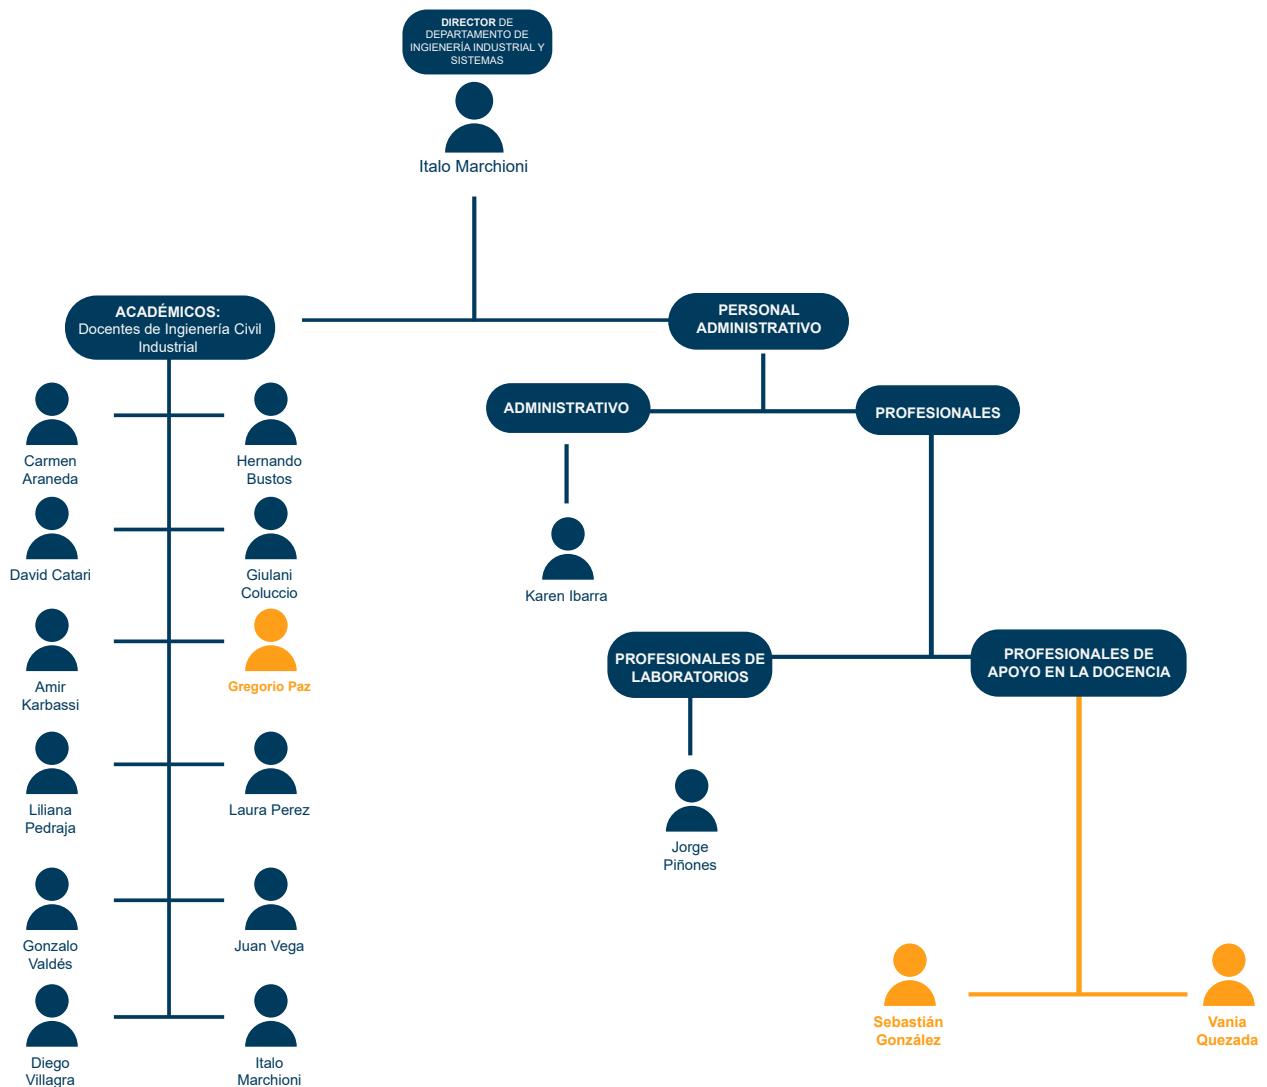 DIRECTOR DE
DEPARTAMENTO DE
INGIENERÍA INDUSTRIAL Y
SISTEMAS
Italo Marchioni
ACADÉMICOS:
Docentes de Ingienería Civil
Industrial
PERSONAL
ADMINISTRATIVO
ADMINISTRATIVO
PROFESIONALES
Carmen
Araneda
Hernando
Bustos
David Catari
Giulani
Coluccio
Karen Ibarra
Amir
Karbassi
Gregorio Paz
PROFESIONALES DE
LABORATORIOS
PROFESIONALES DE
APOYO EN LA DOCENCIA
Liliana
Pedraja
Laura Perez
Jorge
Piñones
Gonzalo
Valdés
Juan Vega
Sebastián
González
Vania
Quezada
Diego
Villagra
Italo
Marchioni